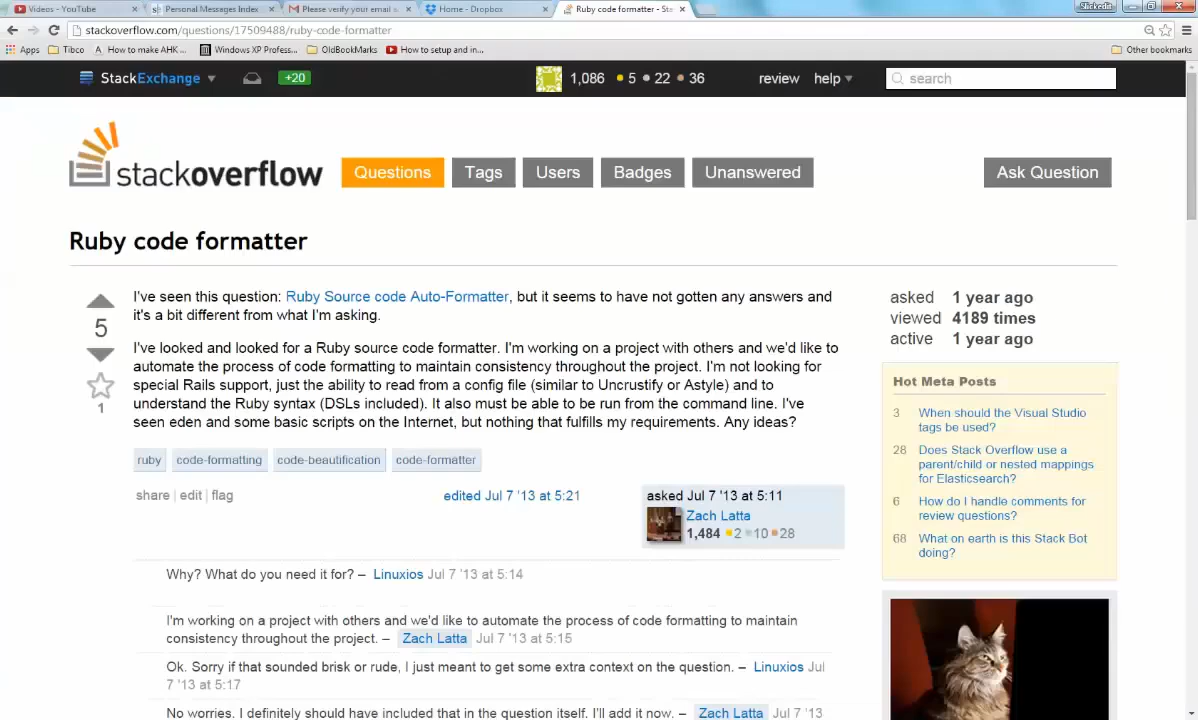 Videos - YouTube
Personal Messages Index
Please verify your email
Home - Dropbox
Ruby code formatter - Sta
Slickedit
stackoverflow.com/questions/17509488/ruby-code-formatter
Apps
Tibco
How to make AHK ...
Windows XP Profess...
OldBookMarks
How to setup and in...
Other bookmarks
StackExchange
+20
1,086 5 22 36
review
help
search
stackoverflow
Questions
Tags
Users
Badges
Unanswered
Ask Question
Ruby code formatter
5
1
I've seen this question: Ruby Source code Auto-Formatter, but it seems to have not gotten any answers and
it's a bit different from what I'm asking.
I've looked and looked for a Ruby source code formatter. I'm working on a project with others and we'd like to
automate the process of code formatting to maintain consistency throughout the project. I'm not looking for
special Rails support, just the ability to read from a config file (similar to Uncrustify or Astyle) and to
understand the Ruby syntax (DSLs included). It also must be able to be run from the command line. I've
seen eden and some basic scripts on the Internet, but nothing that fulfills my requirements. Any ideas?
ruby
code-formatting
code-beautification
code-formatter
share | edit | flag
edited Jul 7 '13 at 5:21
asked Jul 7 '13 at 5:11
Zach Latta
1,484 2 10 28
Why? What do you need it for? – Linuxios Jul 7 '13 at 5:14
I'm working on a project with others and we'd like to automate the process of code formatting to maintain
consistency throughout the project. – Zach Latta Jul 7 '13 at 5:15
Ok. Sorry if that sounded brisk or rude, I just meant to get some extra context on the question. – Linuxios Jul
7 '13 at 5:17
No worries. I definitely should have included that in the question itself. I'll add it now. – Zach Latta Jul 7 '13
asked 1 year ago
viewed 4189 times
active 1 year ago
Hot Meta Posts
3 When should the Visual Studio
tags be used?
28 Does Stack Overflow use a
parent/child or nested mappings
for Elasticsearch?
6 How do I handle comments for
review questions?
68 What on earth is this Stack Bot
doing?